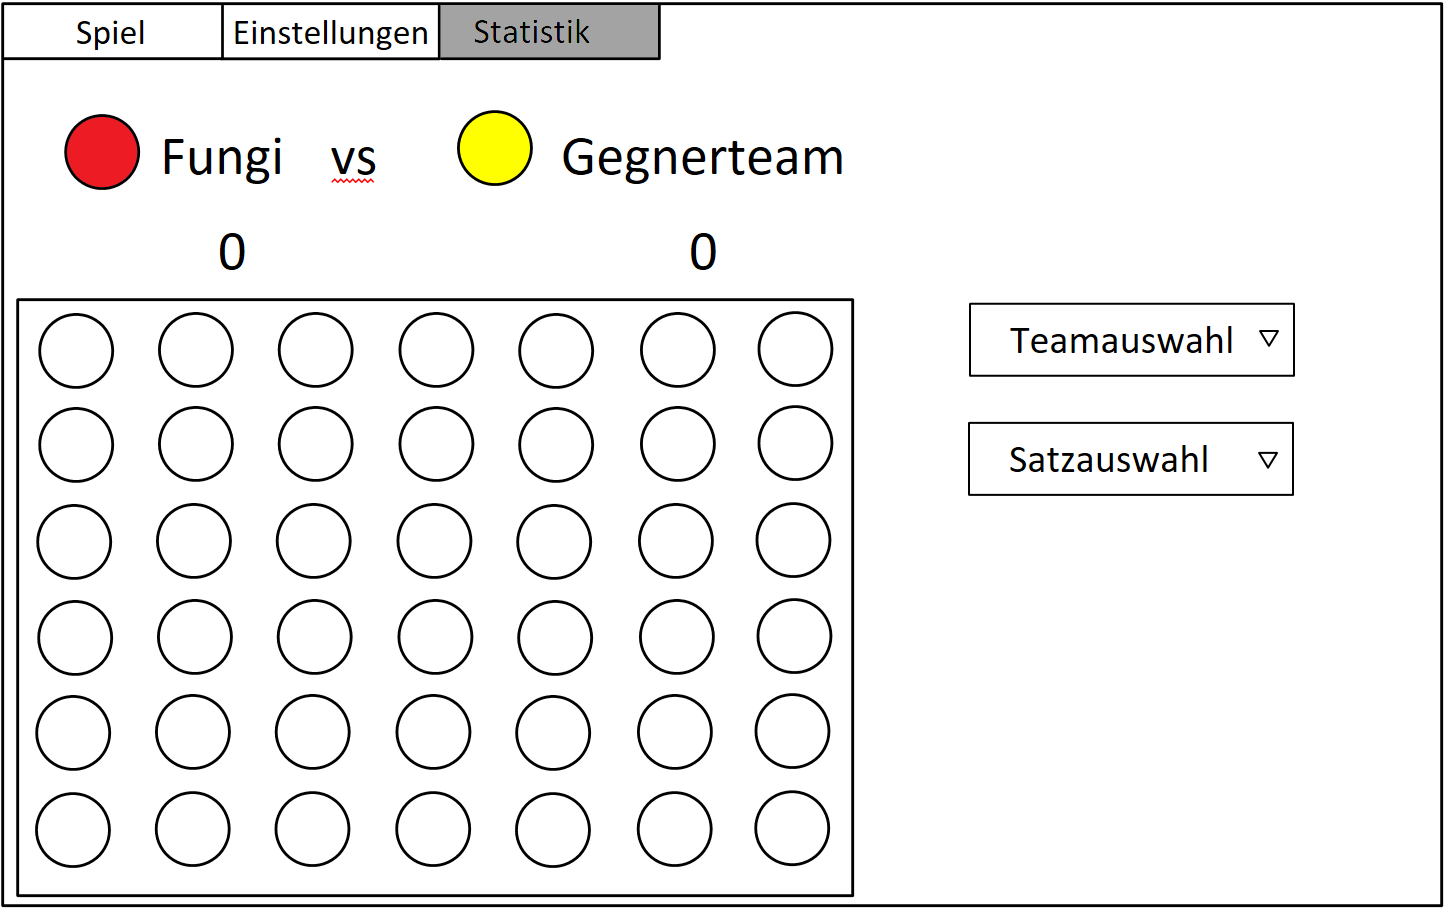 Spiel Einstellungen Statistik
Fungi vs Gegnerteam
0 0
Teamauswahl
Satzauswahl